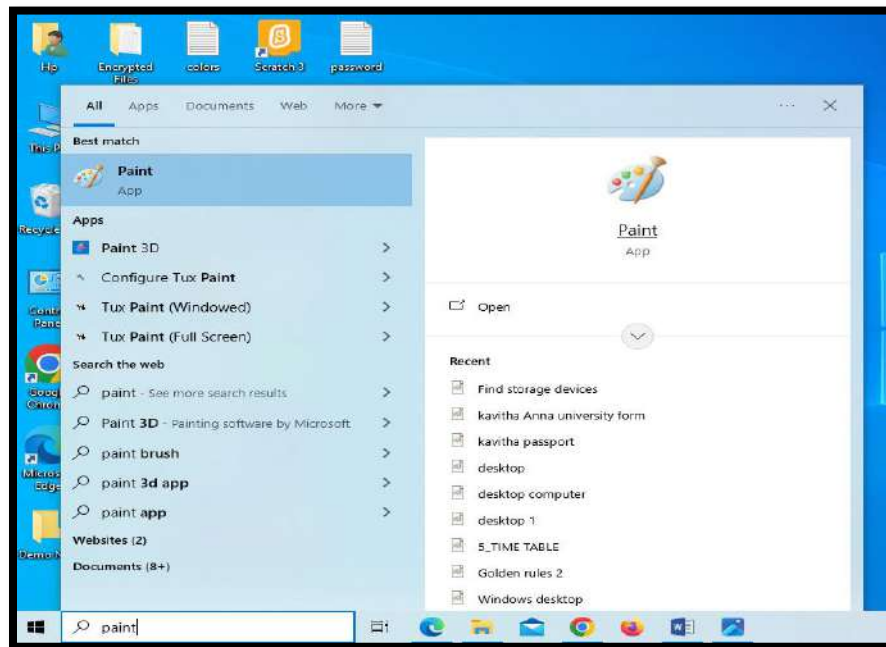 Hp
Encrypted Files
colors
Scratch 3
password
All Apps Documents Web More
Best match
Paint
App
Apps
Paint 3D
Configure Tux Paint
Tux Paint (Windowed)
Tux Paint (Full Screen)
Search the web
paint - See more search results
Paint 3D - Painting software by Microsoft
paint brush
paint 3d app
paint app
Websites (2)
Documents (8+)
Paint
App
Open
Recent
Find storage devices
kavitha Anna university form
kavitha passport
desktop
desktop computer
desktop 1
5_TIME TABLE
Golden rules 2
Windows desktop
paint